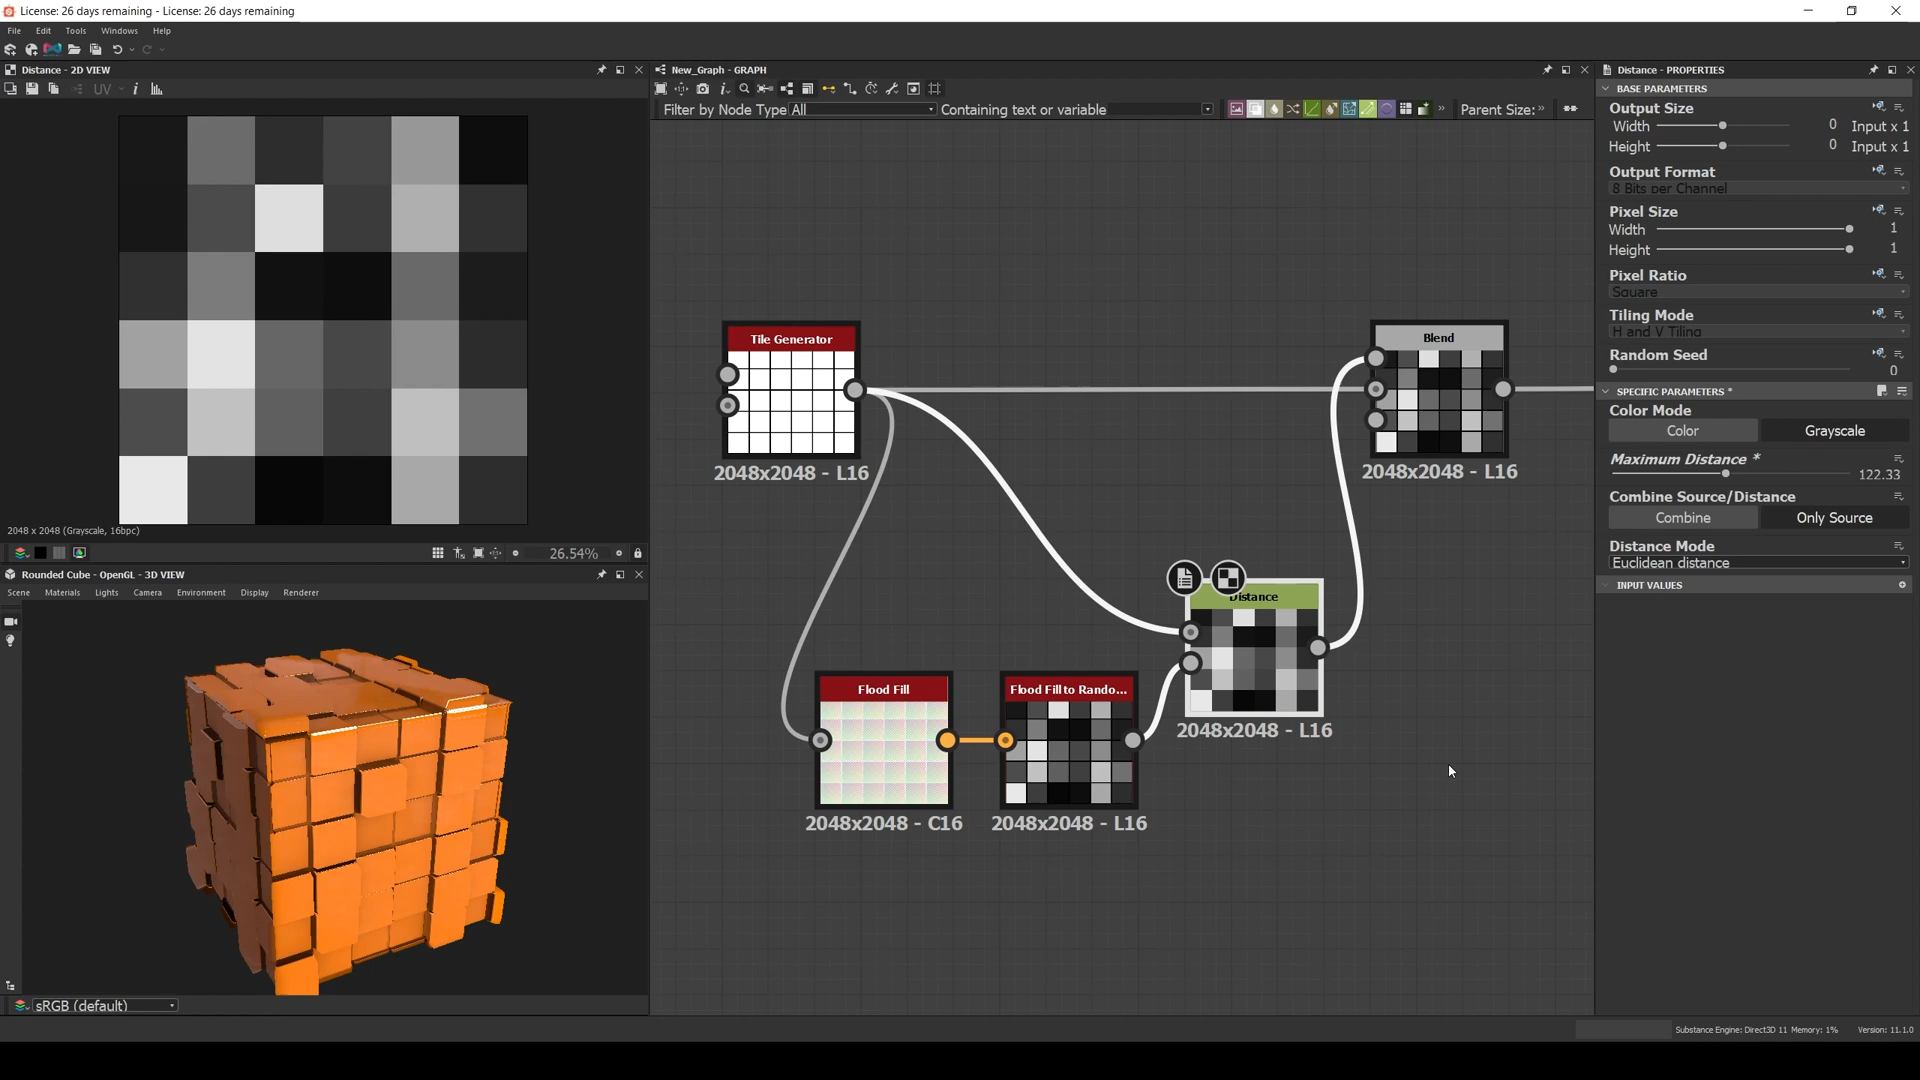 License: 26 days remaining - License: 26 days remaining
File Edit Tools Windows Help
Distance - 2D VIEW
UV
2048 x 2048 (Grayscale, 16bpc)
26.54%
Rounded Cube - OpenGL - 3D VIEW
Scene Materials Lights Camera Environment Display Renderer
sRGB (default)
New_Graph - GRAPH
Filter by Node Type All Containing text or variable Parent Size: »
Tile Generator
2048x2048 - L16
Blend
2048x2048 - L16
Distance
2048x2048 - L16
Flood Fill
2048x2048 - C16
Flood Fill to Rando...
2048x2048 - L16
Distance - PROPERTIES
BASE PARAMETERS
Output Size
Width 0 Input x 1
Height 0 Input x 1
Output Format
8 Bits per Channel
Pixel Size
Width 1
Height 1
Pixel Ratio
Square
Tiling Mode
H and V Tiling
Random Seed
0
SPECIFIC PARAMETERS *
Color Mode
Color Grayscale
Maximum Distance *
122.33
Combine Source/Distance
Combine Only Source
Distance Mode
Euclidean distance
INPUT VALUES
Substance Engine: Direct3D 11 Memory: 1% Version: 11.1.0